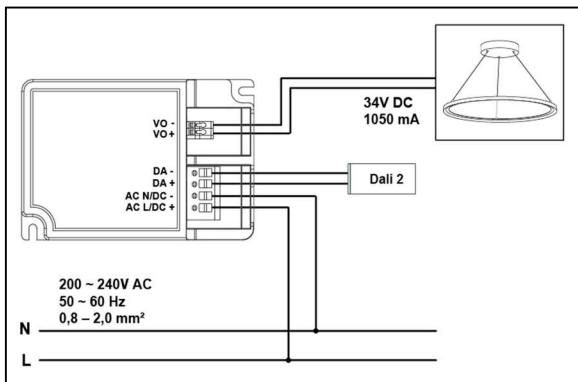 VO -
VO +
34V DC
1050 mA
DA -
DA +
AC N/DC -
AC L/DC +
Dali 2
200 ~ 240V AC
50 ~ 60 Hz
0,8 – 2,0 mm²
N
L